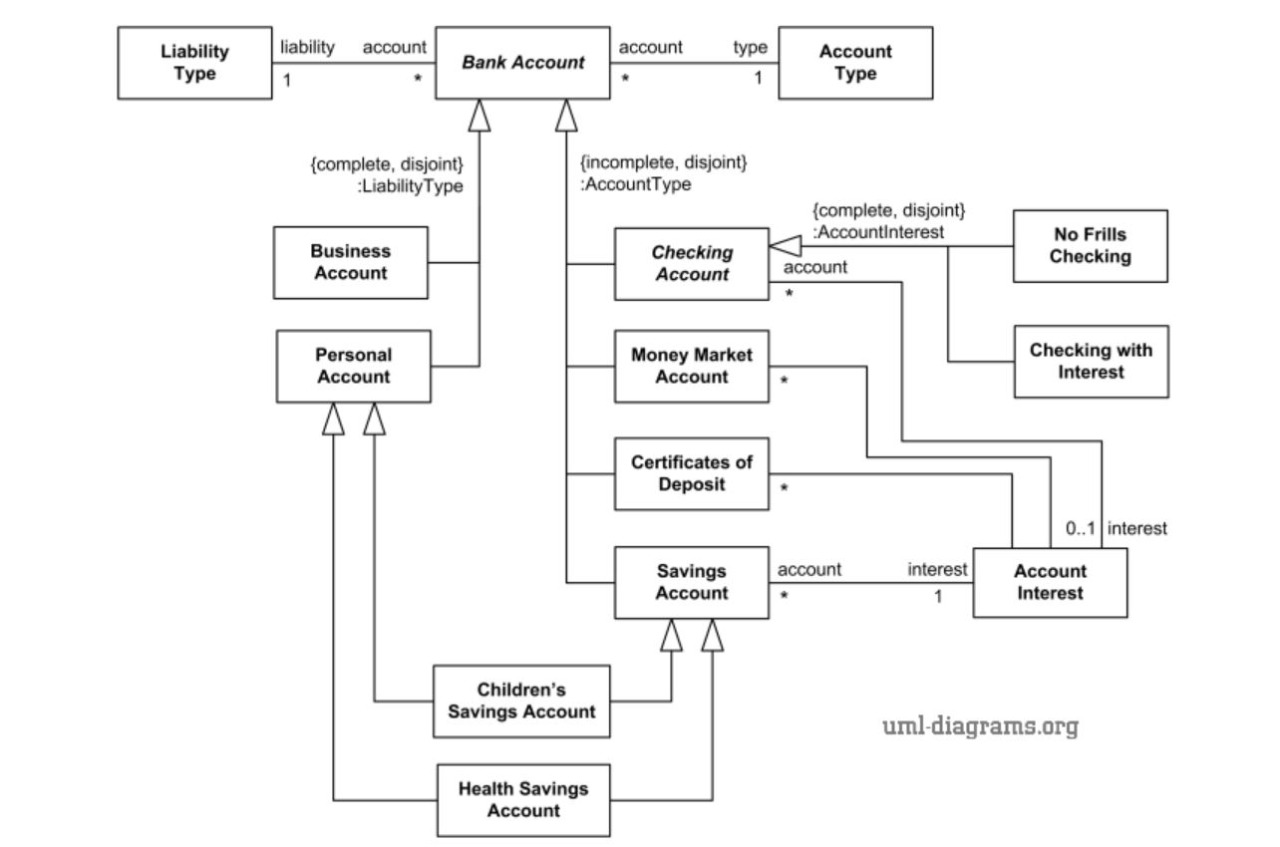 Liability
Type
liability
account
1
*
Bank Account
account
type
*
1
Account
Type
{complete, disjoint}
:LiabilityType
{incomplete, disjoint}
:AccountType
{complete, disjoint}
:AccountInterest
No Frills
Checking
Business
Account
Checking
Account
account
*
Personal
Account
Money Market
Account
*
Checking with
Interest
Certificates of
Deposit
*
0..1
interest
Savings
Account
account
interest
*
1
Account
Interest
Children’s
Savings Account
uml-diagrams.org
Health Savings
Account